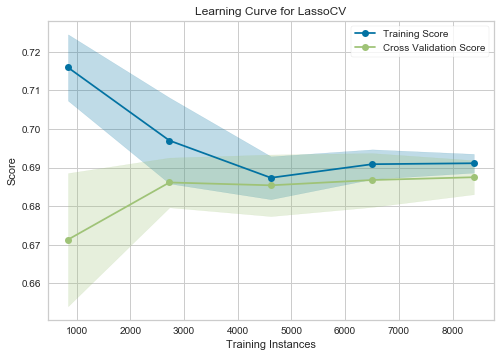 Learning Curve for LassoCV
Training Score
Cross Validation Score
0.72
0.71
0.70
0.69
0.68
0.67
0.66
Score
1000 2000 3000 4000 5000 6000 7000 8000
Training Instances